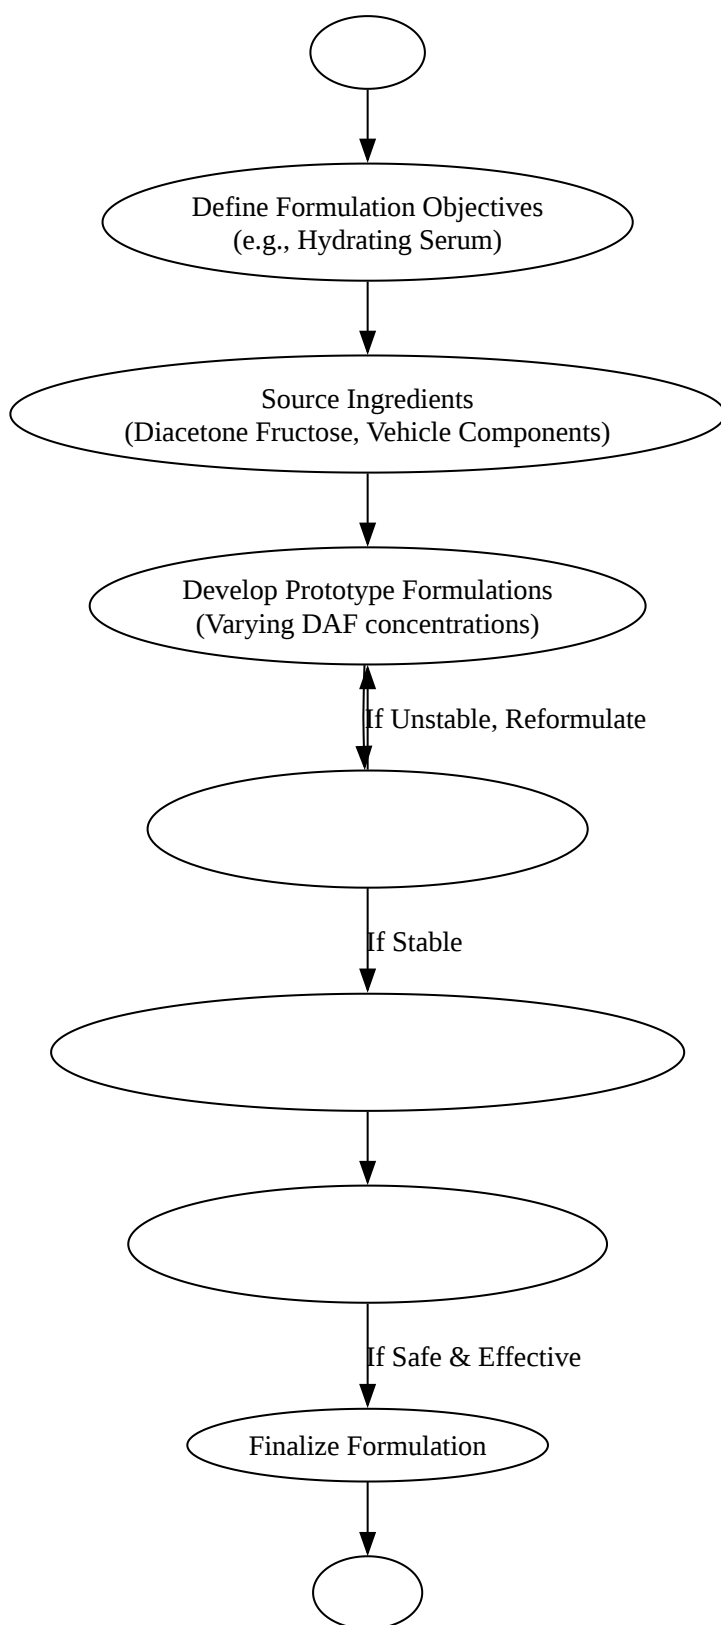 Define Formulation Objectives
(e.g., Hydrating Serum)
Source Ingredients
(Diacetone Fructose, Vehicle Components)
Develop Prototype Formulations
(Varying DAF concentrations)
If Unstable, Reformulate
If Stable
If Safe & Effective
Finalize Formulation